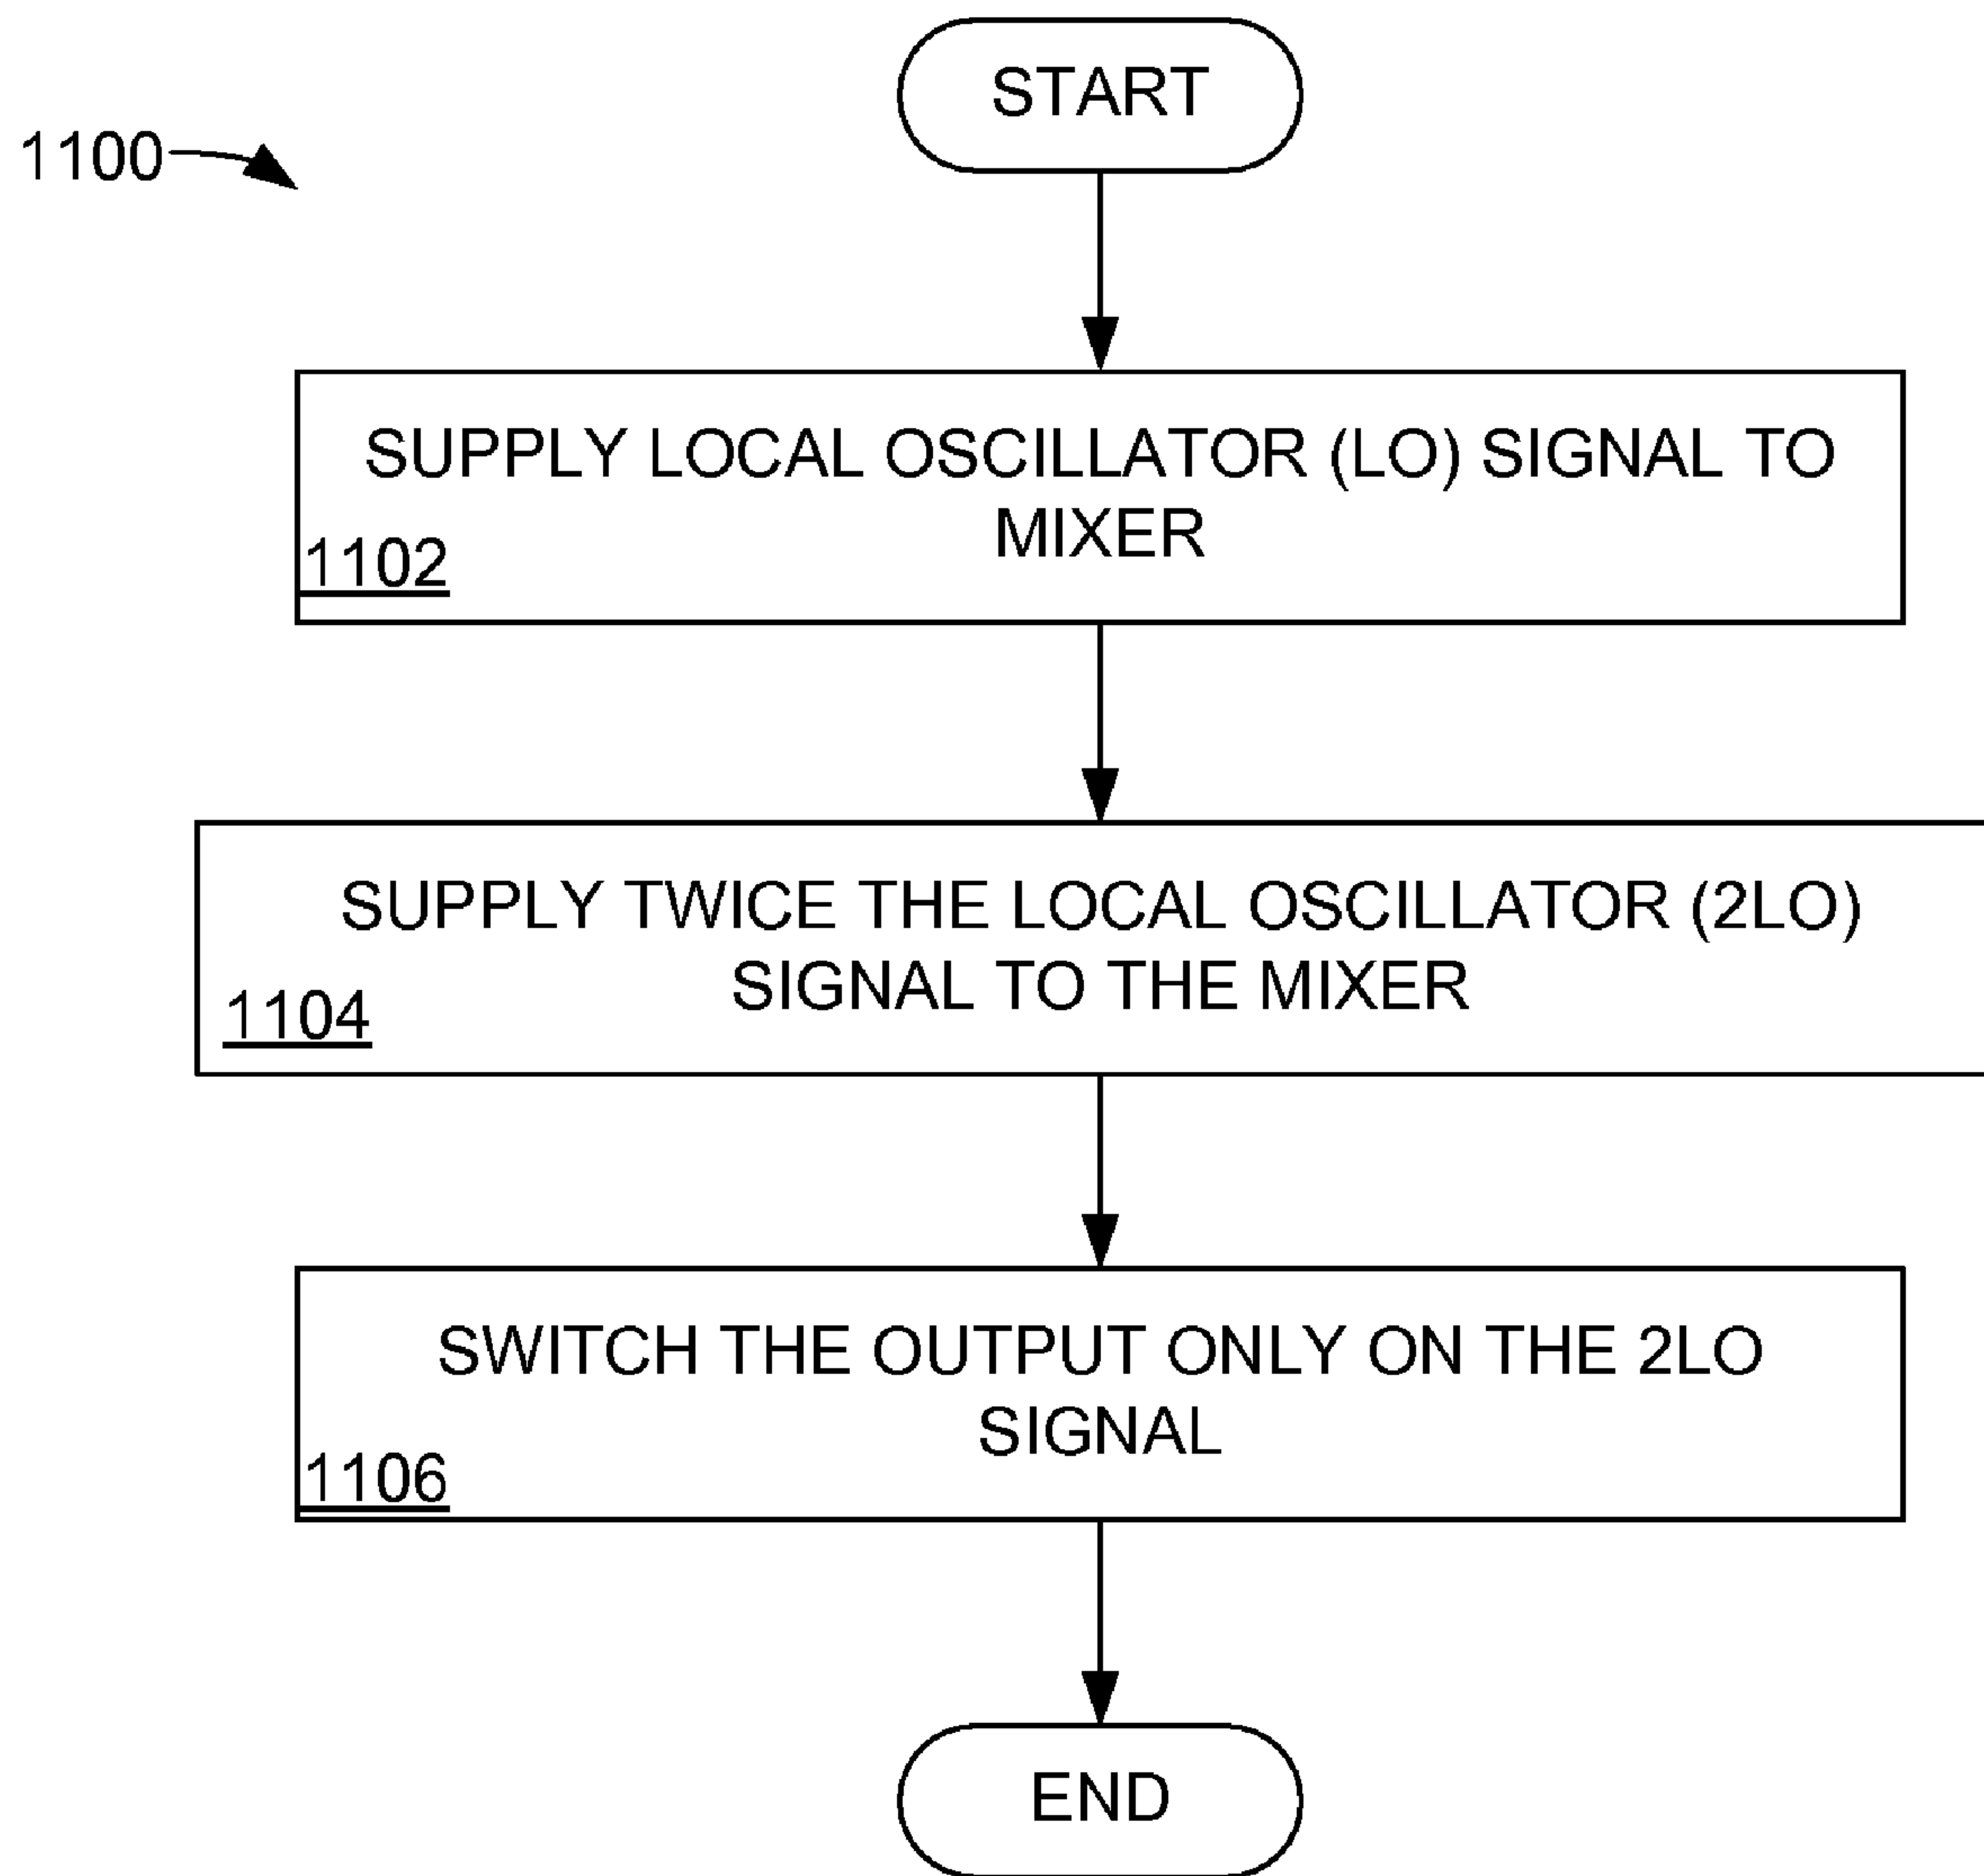 START
1100
SUPPLY LOCAL OSCILLATOR (LO) SIGNAL TO
MIXER
1102
SUPPLY TWICE THE LOCAL OSCILLATOR (2LO)
SIGNAL TO THE MIXER
1104
SWITCH THE OUTPUT ONLY ON THE 2LO
SIGNAL
1106
END